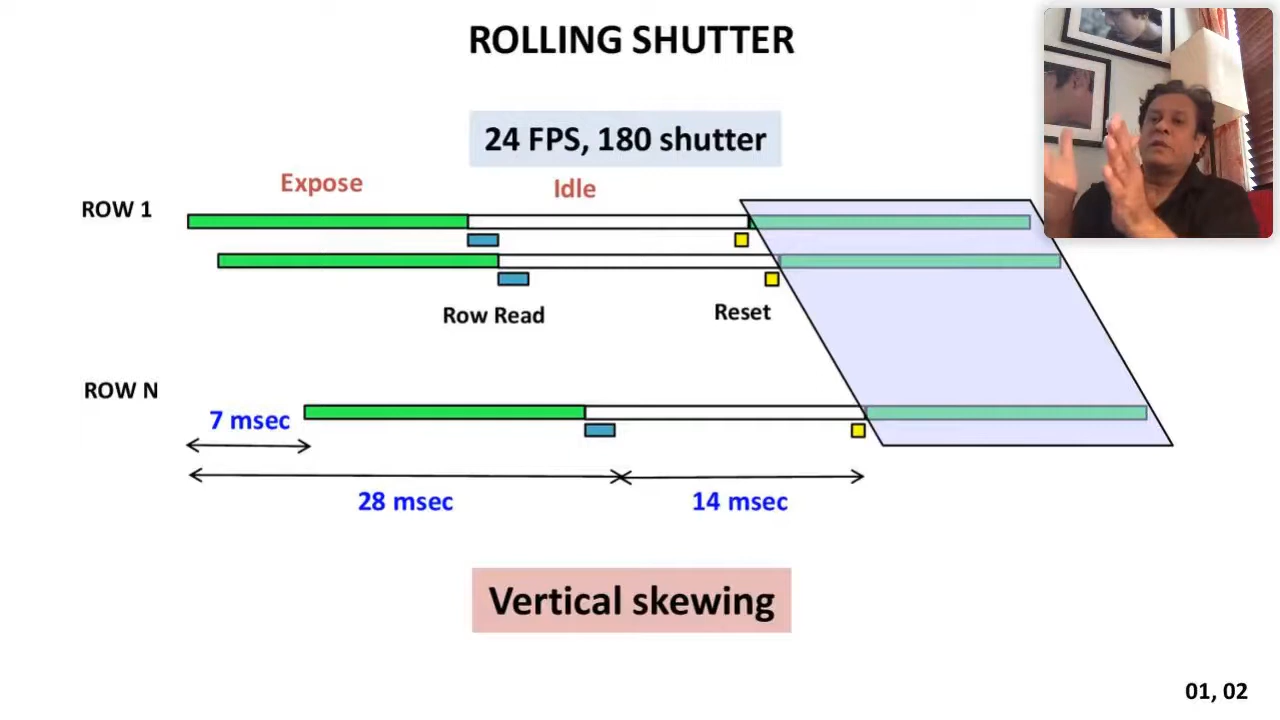 ROLLING SHUTTER
24 FPS, 180 shutter
Expose
Idle
ROW 1
Row Read
Reset
ROW N
7 msec
28 msec
14 msec
Vertical skewing
01, 02